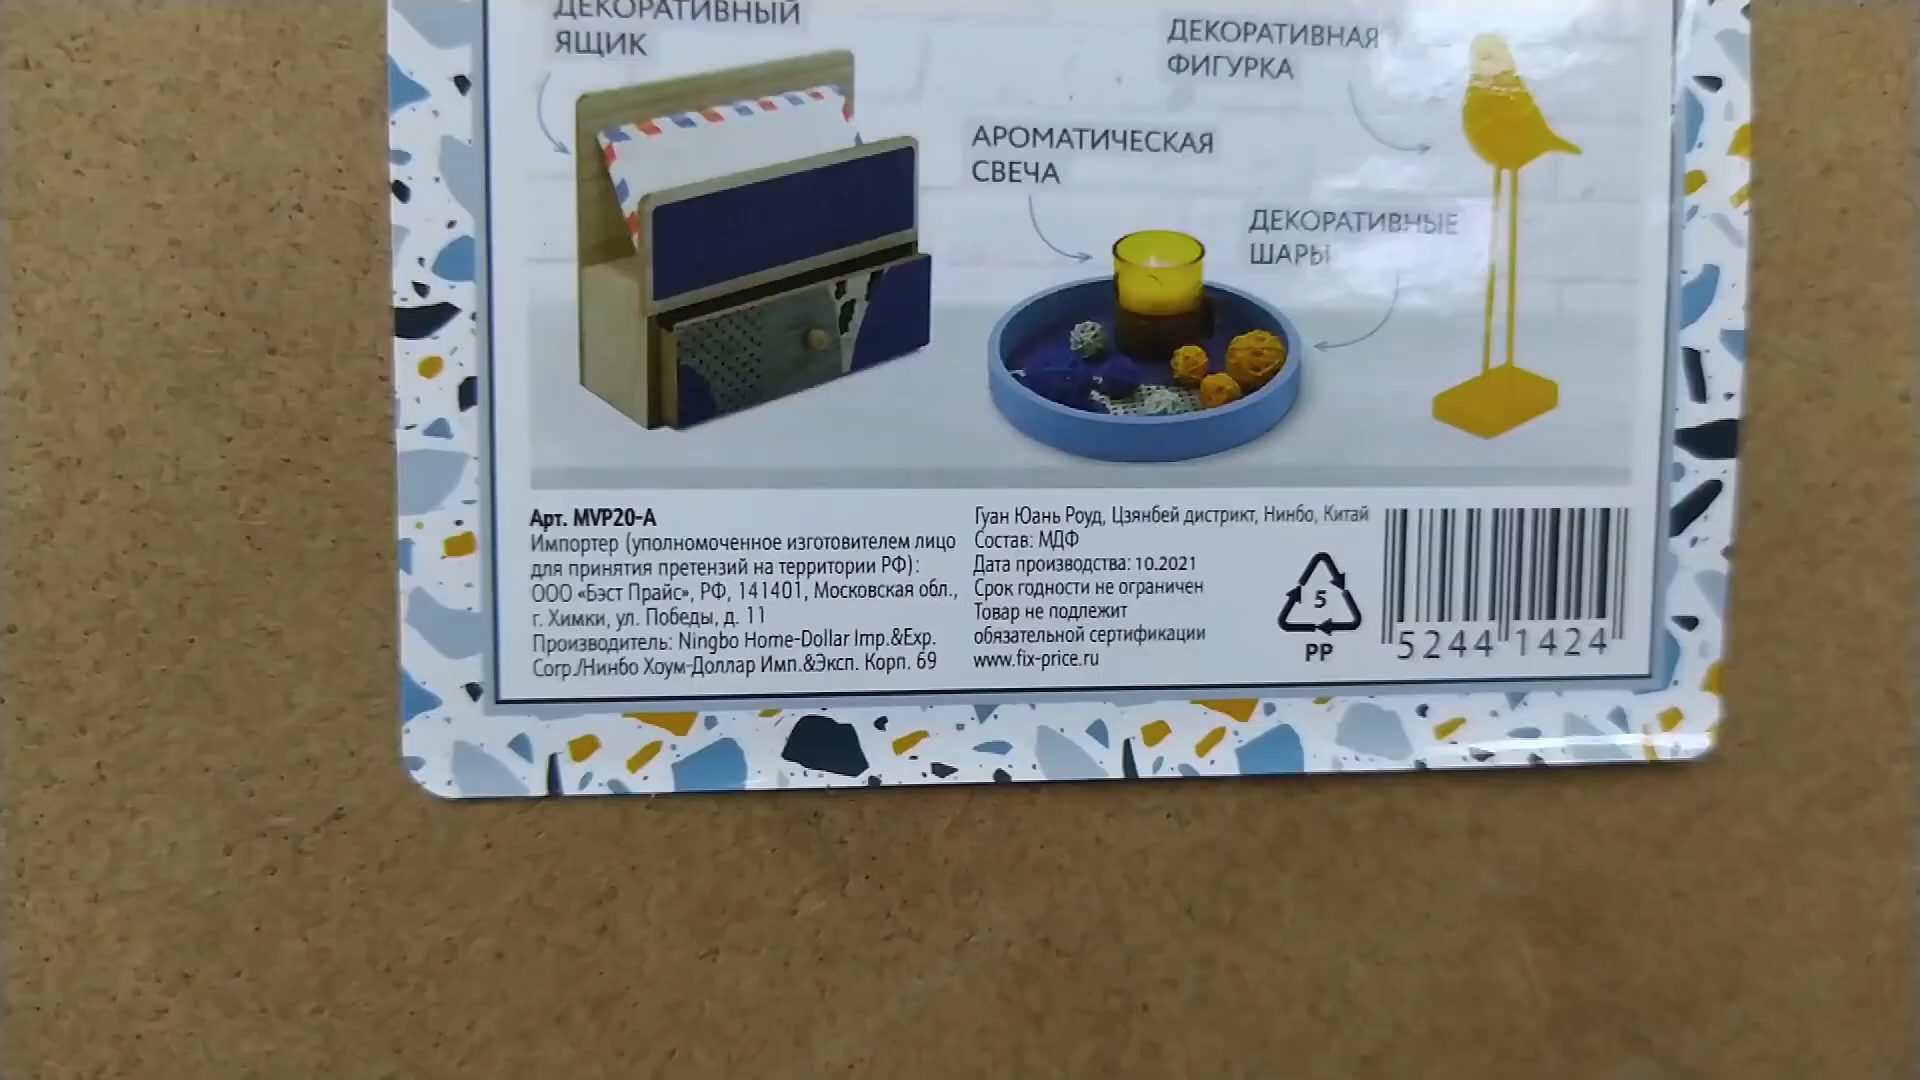 ДЕКОРАТИВНЫЙ
ЯЩИК
ДЕКОРАТИВНАЯ
ФИГУРКА
АРОМАТИЧЕСКАЯ
СВЕЧА
ДЕКОРАТИВНЫЕ
ШАРЫ
Арт. MVP20-A
Импортер (уполномоченное изготовителем лицо
для принятия претензий на территории РФ):
ООО «Бэст Прайс», РФ, 141401, Московская обл.,
г. Химки, ул. Победы, д. 11
Производитель: Ningbo Home-Dollar Imp.&Exp.
Corp./Нинбо Хоум-Доллар Имп.&Эксп. Корп. 69
Гуан Юань Роуд, Цзянбей дистрикт, Нинбо, Китай
Состав: МДФ
Дата производства: 10.2021
Срок годности не ограничен
Товар не подлежит
обязательной сертификации
www.fix-price.ru
5
PP
5244 1424